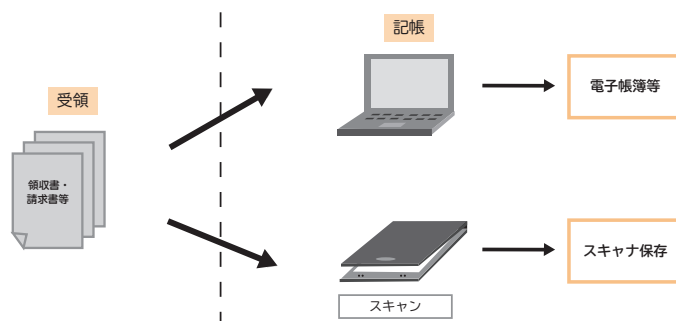 記帳
電子帳簿等
受領
領収書・
請求書等
スキャナ保存
スキャン